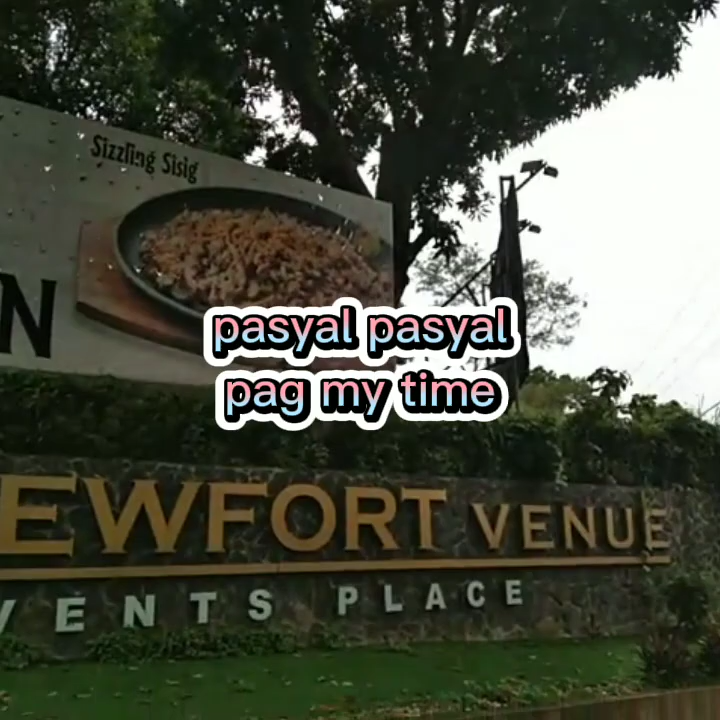 Sizzling Sisig
N
pasyal pasyal
pag my time
EWFORT VENUE
VENTS PLACE